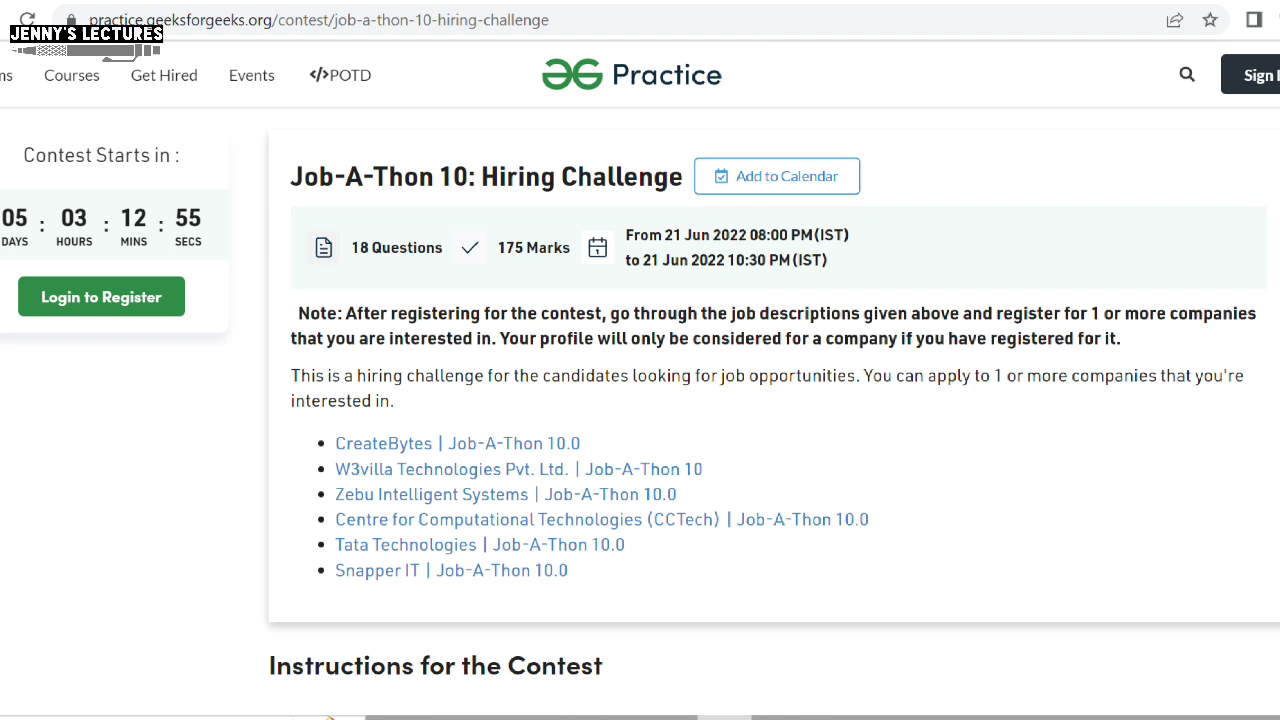 practice.geeksforgeeks.org/contest/job-a-thon-10-hiring-challenge
JENNY'S LECTURES
ms Courses Get Hired Events </>POTD
Practice
Sign I
Contest Starts in :
05 : 03 : 12 : 55
DAYS HOURS MINS SECS
Login to Register
Job-A-Thon 10: Hiring Challenge
Add to Calendar
18 Questions
175 Marks
From 21 Jun 2022 08:00 PM(IST)
to 21 Jun 2022 10:30 PM(IST)
Note: After registering for the contest, go through the job descriptions given above and register for 1 or more companies
that you are interested in. Your profile will only be considered for a company if you have registered for it.
This is a hiring challenge for the candidates looking for job opportunities. You can apply to 1 or more companies that you're
interested in.
• CreateBytes | Job-A-Thon 10.0
• W3villa Technologies Pvt. Ltd. | Job-A-Thon 10
• Zebu Intelligent Systems | Job-A-Thon 10.0
• Centre for Computational Technologies (CCTech) | Job-A-Thon 10.0
• Tata Technologies | Job-A-Thon 10.0
• Snapper IT | Job-A-Thon 10.0
Instructions for the Contest